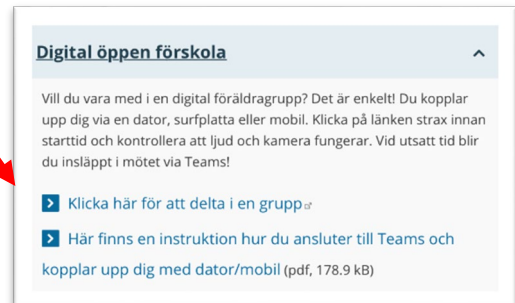 Digital öppen förskola
Vill du vara med i en digital föräldragrupp? Det är enkelt! Du kopplar
upp dig via en dator, surfplatta eller mobil. Klicka på länken strax innan
starttid och kontrollera att ljud och kamera fungerar. Vid utsatt tid blir
du insläppt i mötet via Teams!
Klicka här för att delta i en grupp
Här finns en instruktion hur du ansluter till Teams och
kopplar upp dig med dator/mobil (pdf, 178.9 kB)